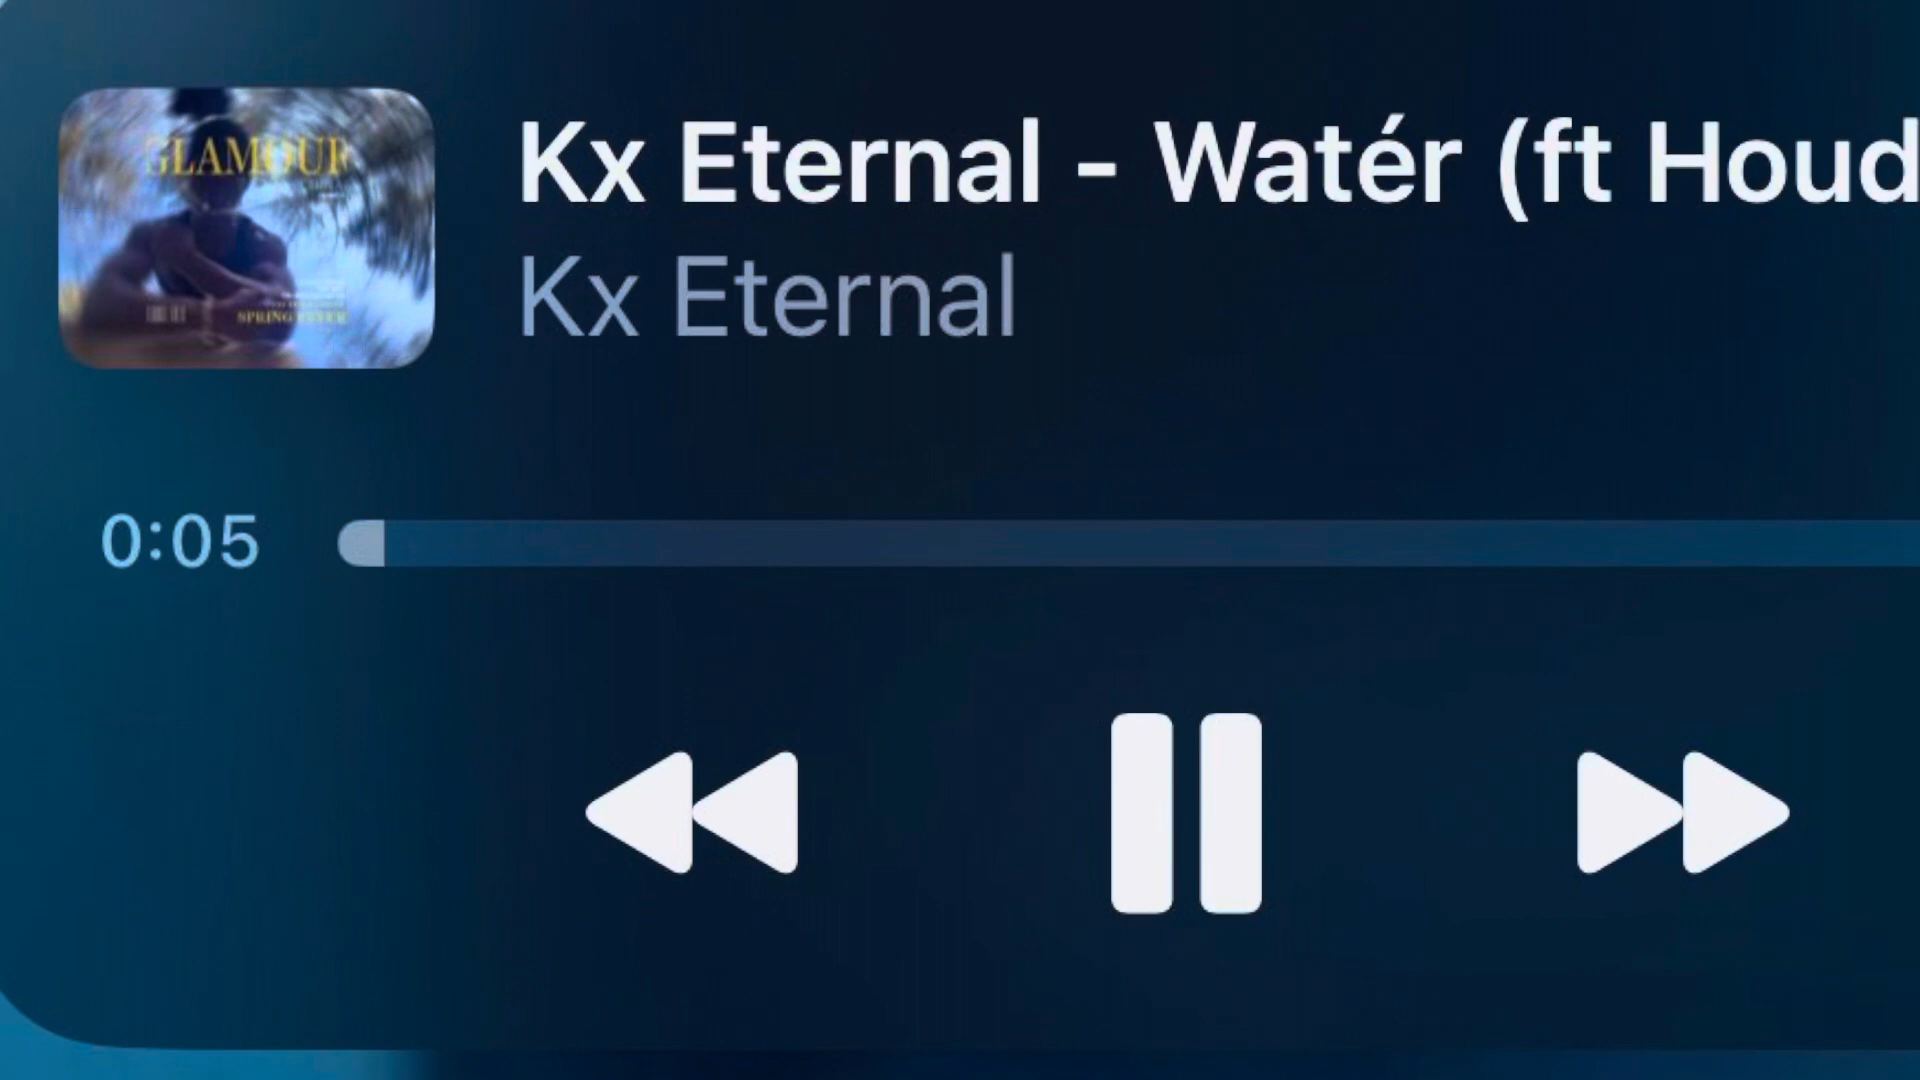 GLAMOUR
Kx Eternal - Watér (ft Houd
Kx Eternal
SPRING FEVER
0:05